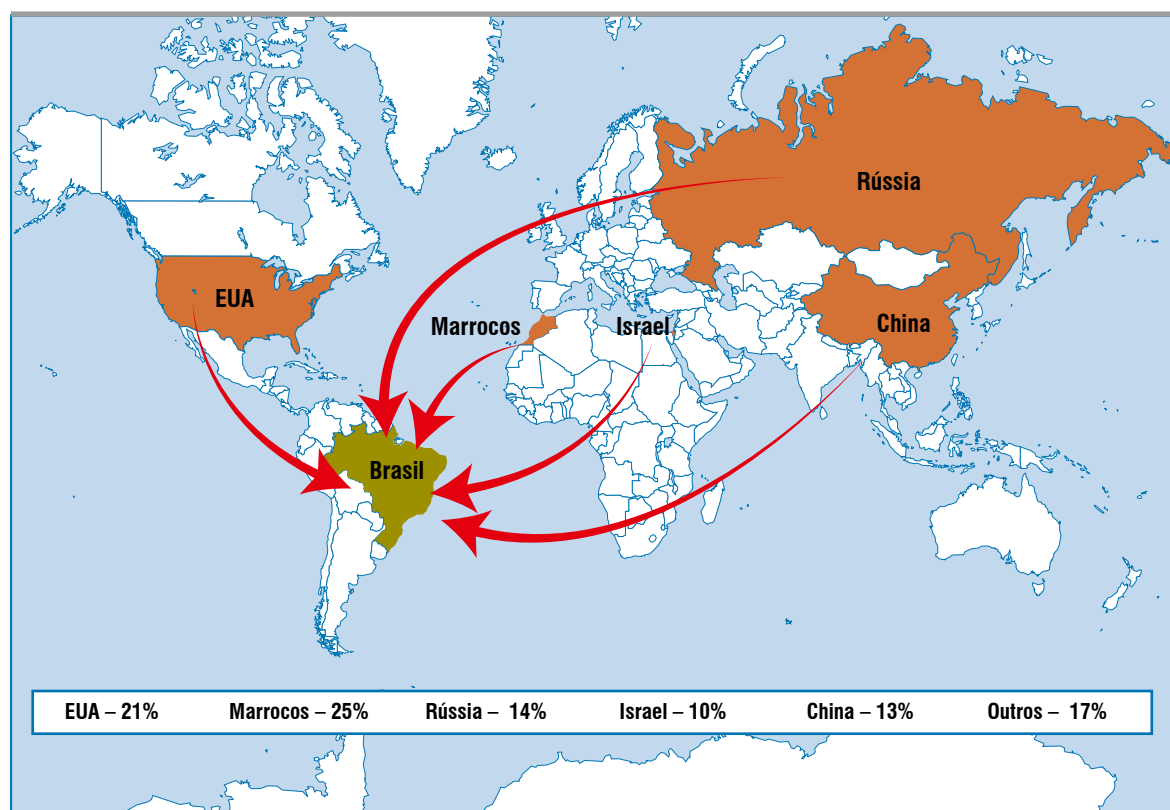 Rússia
EUA
Marrocos
Israel
China
Brasil
EUA – 21%
Marrocos – 25%
Rússia – 14%
Israel – 10%
China – 13%
Outros – 17%